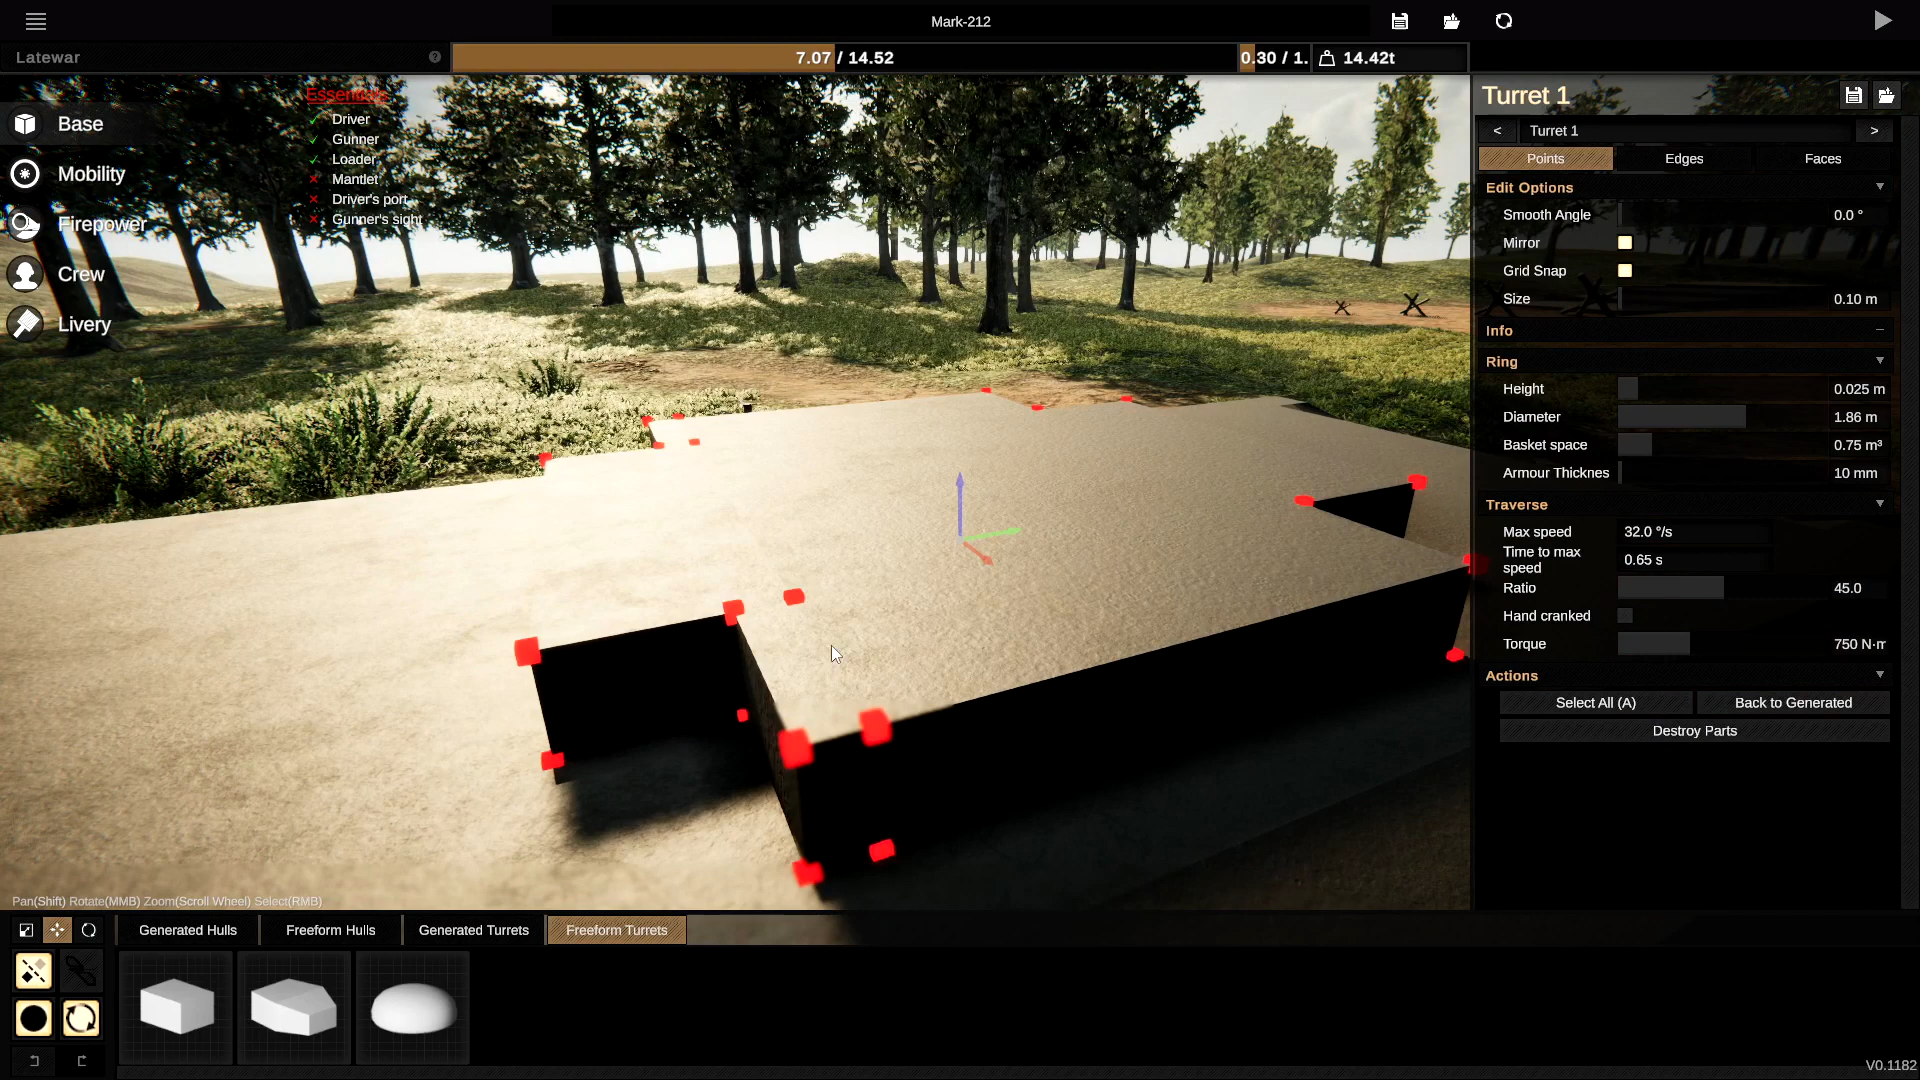 Mark-212
Latewar
7.07 / 14.52
0.30 / 1.
14.42t
Essentials
Driver
Gunner
Loader
Mantlet
Driver's port
Gunner's sight
Base
Mobility
Firepower
Crew
Livery
Turret 1
< Turret 1 >
Points Edges Faces
Edit Options
Smooth Angle 0.0 °
Mirror
Grid Snap
Size 0.10 m
Info
Ring
Height 0.025 m
Diameter 1.86 m
Basket space 0.75 m³
Armour Thicknes 10 mm
Traverse
Max speed 32.0 °/s
Time to max
speed 0.65 s
Ratio 45.0
Hand cranked
Torque 750 N·m
Actions
Select All (A) Back to Generated
Destroy Parts
Pan(Shift) Rotate(MMB) Zoom(Scroll Wheel) Select(RMB)
Generated Hulls Freeform Hulls Generated Turrets Freeform Turrets
V0.1182